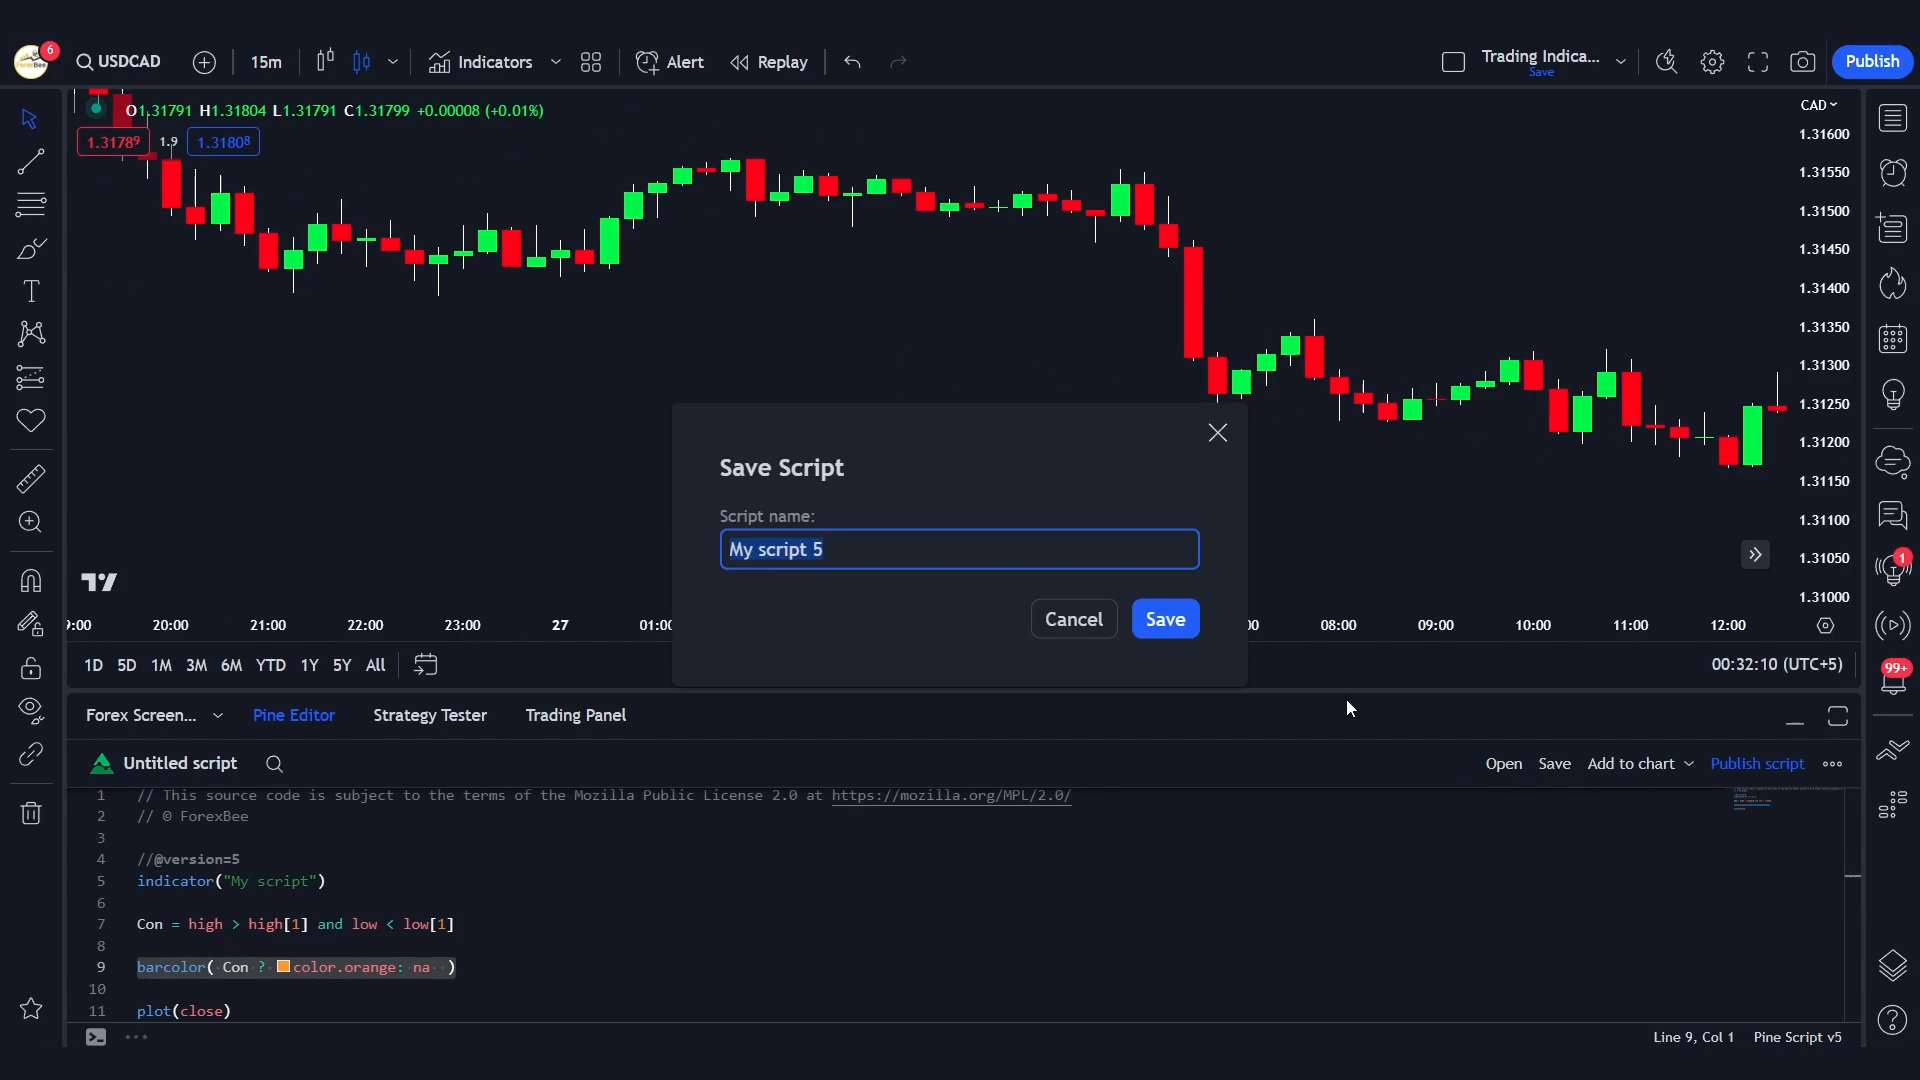 6
USDCAD
15m
Indicators
Alert
Replay
Trading Indica...
Save
Publish
O1.31791 H1.31804 L1.31791 C1.31799 +0.00008 (+0.01%)
1.31789
1.9
1.31808
CAD
1.31600
1.31550
1.31500
1.31450
1.31400
1.31350
1.31300
1.31250
1.31200
1.31150
1.31100
1.31050
1.31000
Save Script
Script name:
My script 5
Cancel
Save
1
99+
20:00 21:00 22:00 23:00 27 08:00 09:00 10:00 11:00 12:00
1D 5D 1M 3M 6M YTD 1Y 5Y All
00:32:10 (UTC+5)
Forex Screen...
Pine Editor
Strategy Tester
Trading Panel
Untitled script
Open
Save
Add to chart
Publish script
1 // This source code is subject to the terms of the Mozilla Public License 2.0 at https://mozilla.org/MPL/2.0/
2 // © ForexBee
3
4 //@version=5
5 indicator("My script")
6
7 Con = high > high[1] and low < low[1]
8
9 barcolor( Con ? color.orange: na )
10
11 plot(close)
Line 9, Col 1
Pine Script v5